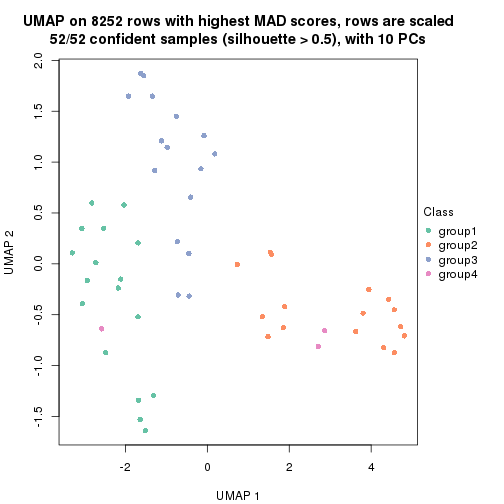 UMAP on 8252 rows with highest MAD scores, rows are scaled
52/52 confident samples (silhouette > 0.5), with 10 PCs
2.0
1.5
1.0
0.5
0.0
-0.5
-1.0
-1.5
UMAP 2
-2
0
2
4
UMAP 1
Class
group1
group2
group3
group4